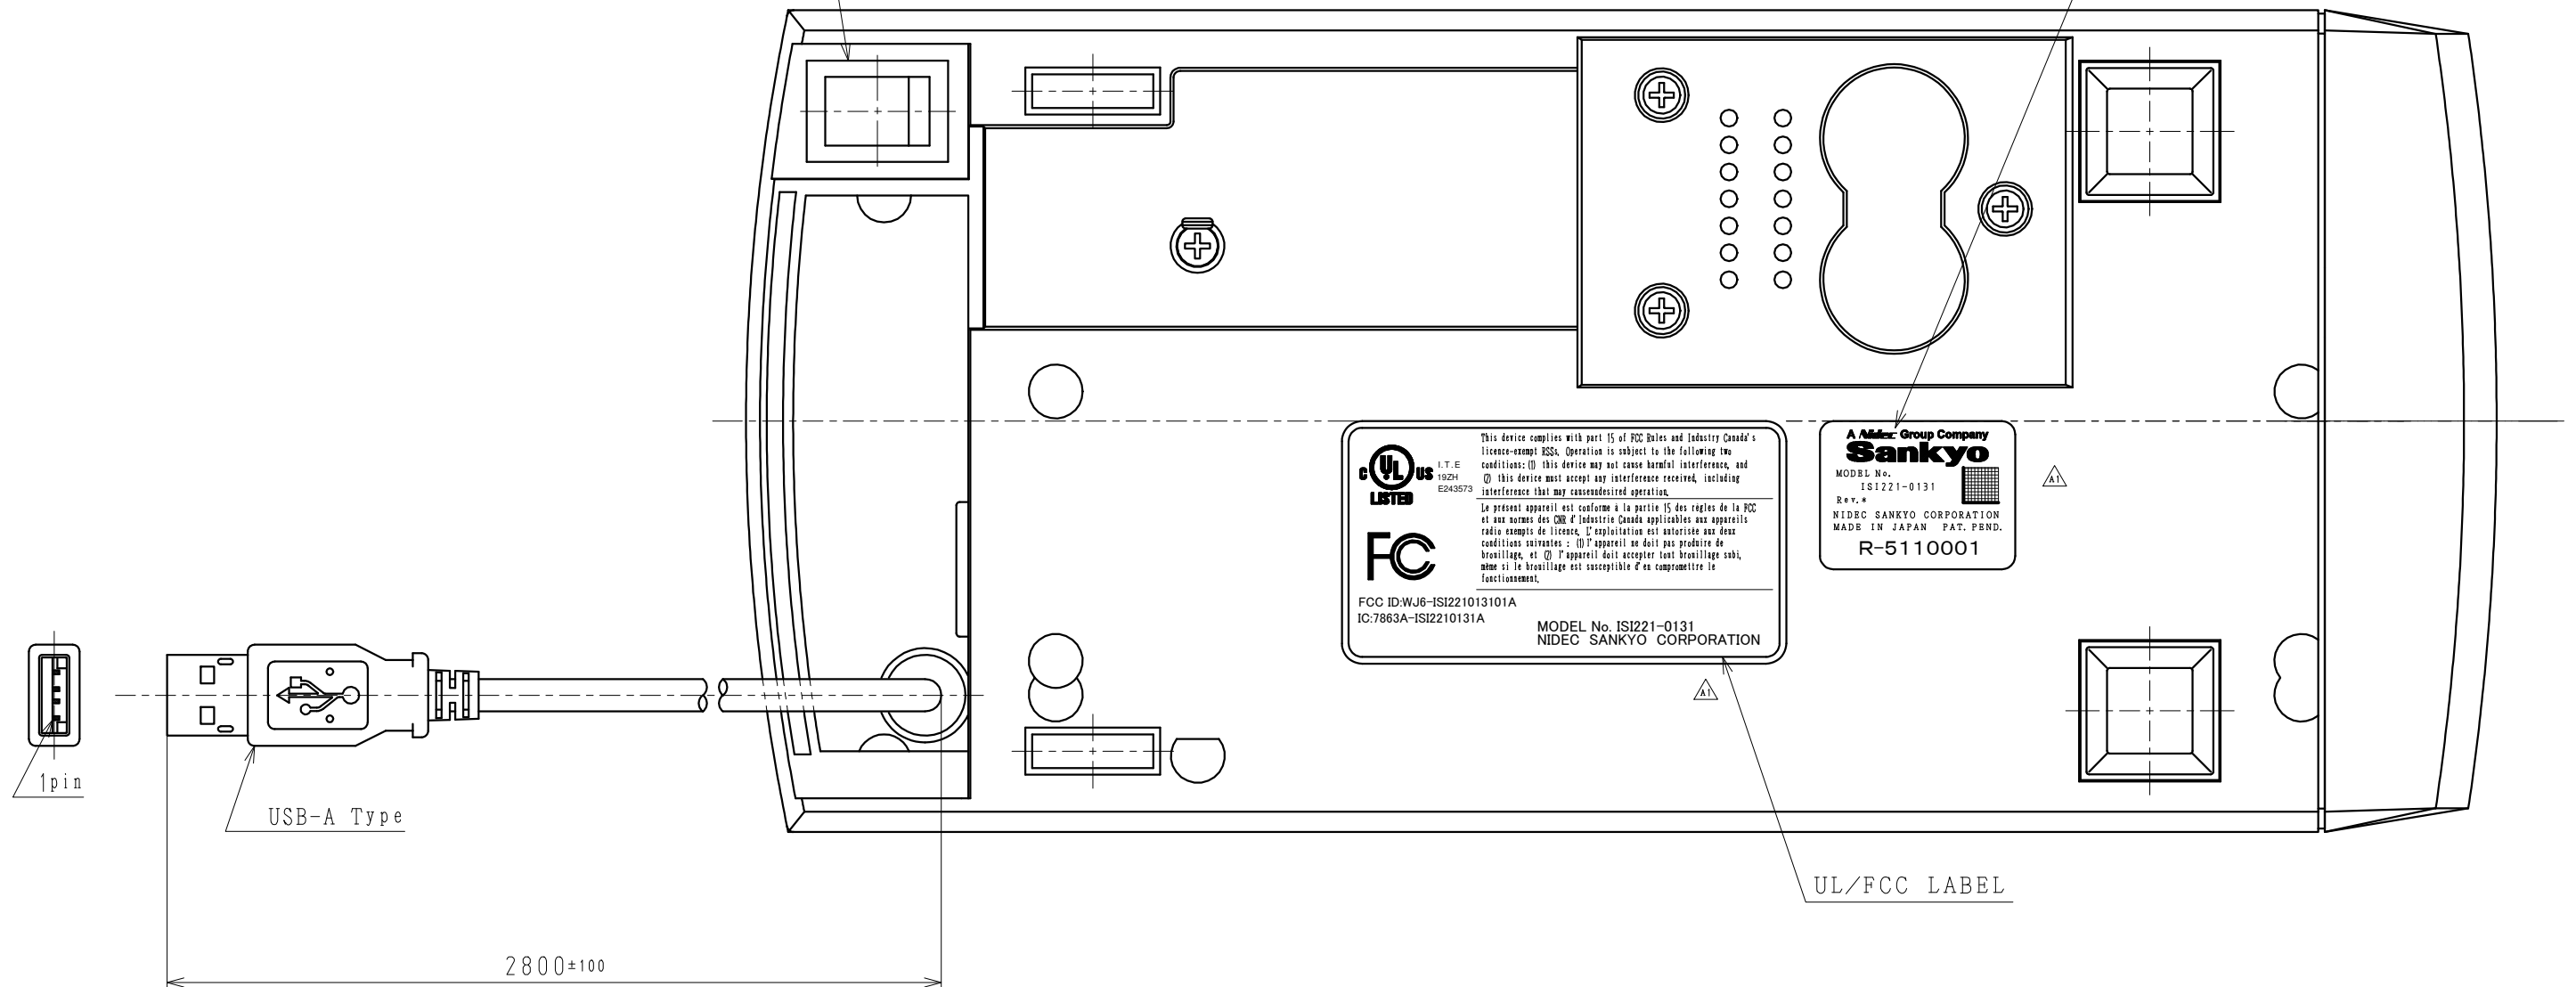 This device complies with part 15 of FCC Rules and Industry Canada's
licence-exempt RSSs. Operation is subject to the following two
conditions: (1) this device may not cause harmful interference, and
(2) this device must accept any interference received, including
interference that may causeundesired operation.
Le présent appareil est conforme à la partie 15 des règles de la FCC
et aux normes des CNR d'Industrie Canada applicables aux appareils
radio exempts de licence. L'exploitation est autorisée aux deux
conditions suivantes : (1) l'appareil ne doit pas produire de
brouillage, et (2) l'appareil doit accepter tout brouillage subi,
même si le brouillage est susceptible d'en compromettre le
fonctionnement.
C UL US
LISTED
I.T.E
19ZH
E243573
FC
FCC ID:WJ6-ISI221013101A
IC:7863A-ISI2210131A
MODEL No. ISI221-0131
NIDEC SANKYO CORPORATION
A Nidec Group Company
Sankyo
MODEL No.
ISI221-0131
Rev.*
NIDEC SANKYO CORPORATION
MADE IN JAPAN PAT. PEND.
R-5110001
A1
A1
1pin
USB-A Type
UL/FCC LABEL
2800±100